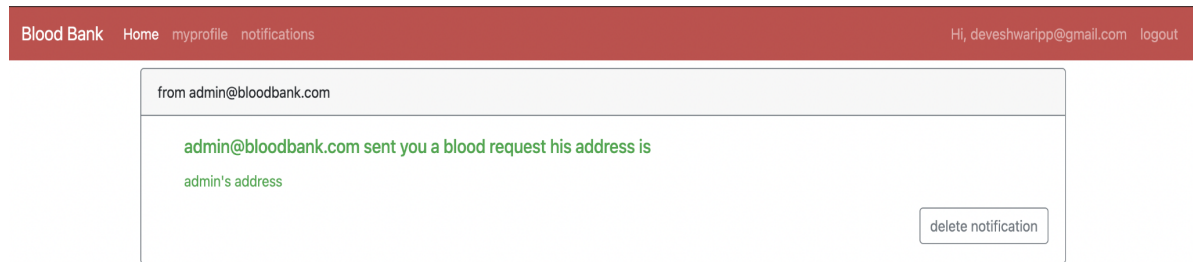 Blood Bank Home myprofile notifications Hi, deveshwaripp@gmail.com logout
from admin@bloodbank.com
admin@bloodbank.com sent you a blood request his address is
admin's address
delete notification